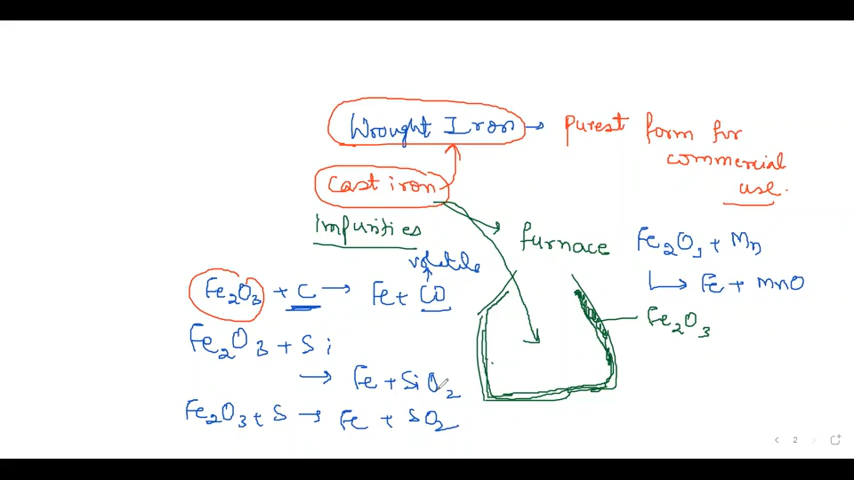 Wrought Iron → purest form for
commercial
use.
Cast iron
Impurities
furnace
volatile
Fe2O3 + C → Fe + CO
Fe2O3 + Mn
→ Fe + MnO
Fe2O3
Fe2O3 + Si
→ Fe + SiO2
Fe2O3 + S → Fe + SO2
2